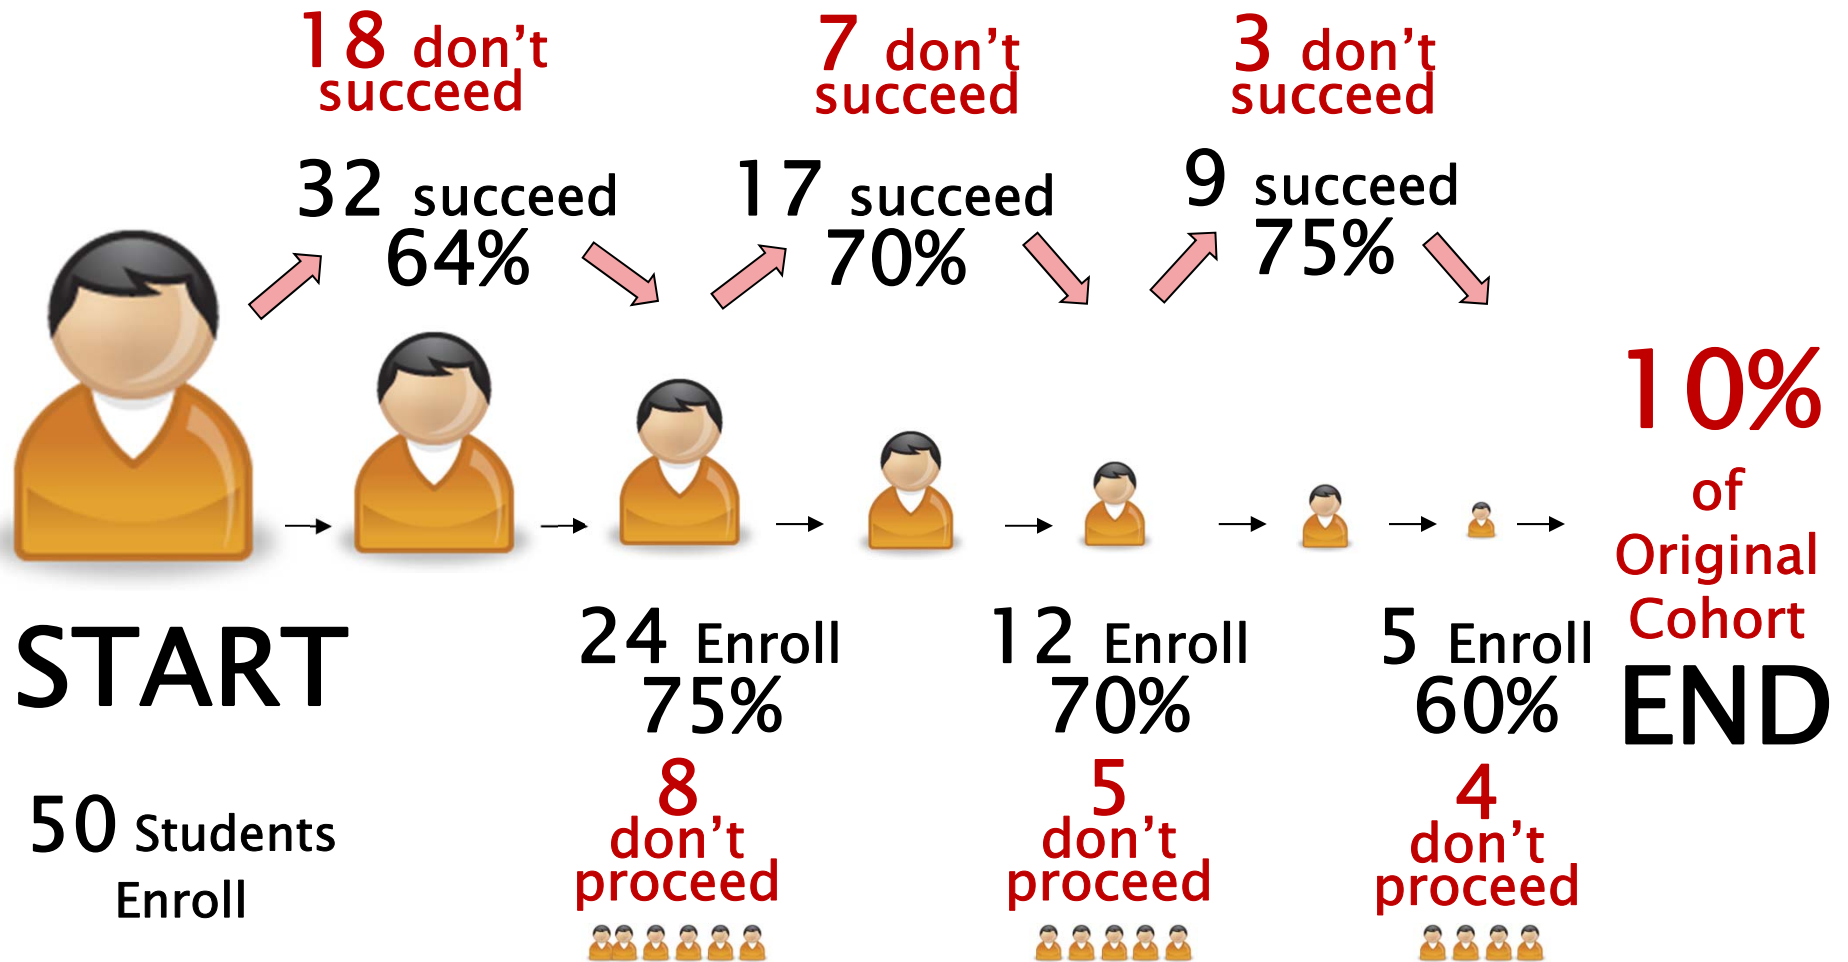 18 don't
succeed
7 don't
succeed
3 don't
succeed
32 succeed
64%
17 succeed
70%
9 succeed
75%
10%
of
Original
Cohort
END
START
50 Students
Enroll
24 Enroll
75%
8
don't
proceed
12 Enroll
70%
5
don't
proceed
5 Enroll
60%
4
don't
proceed